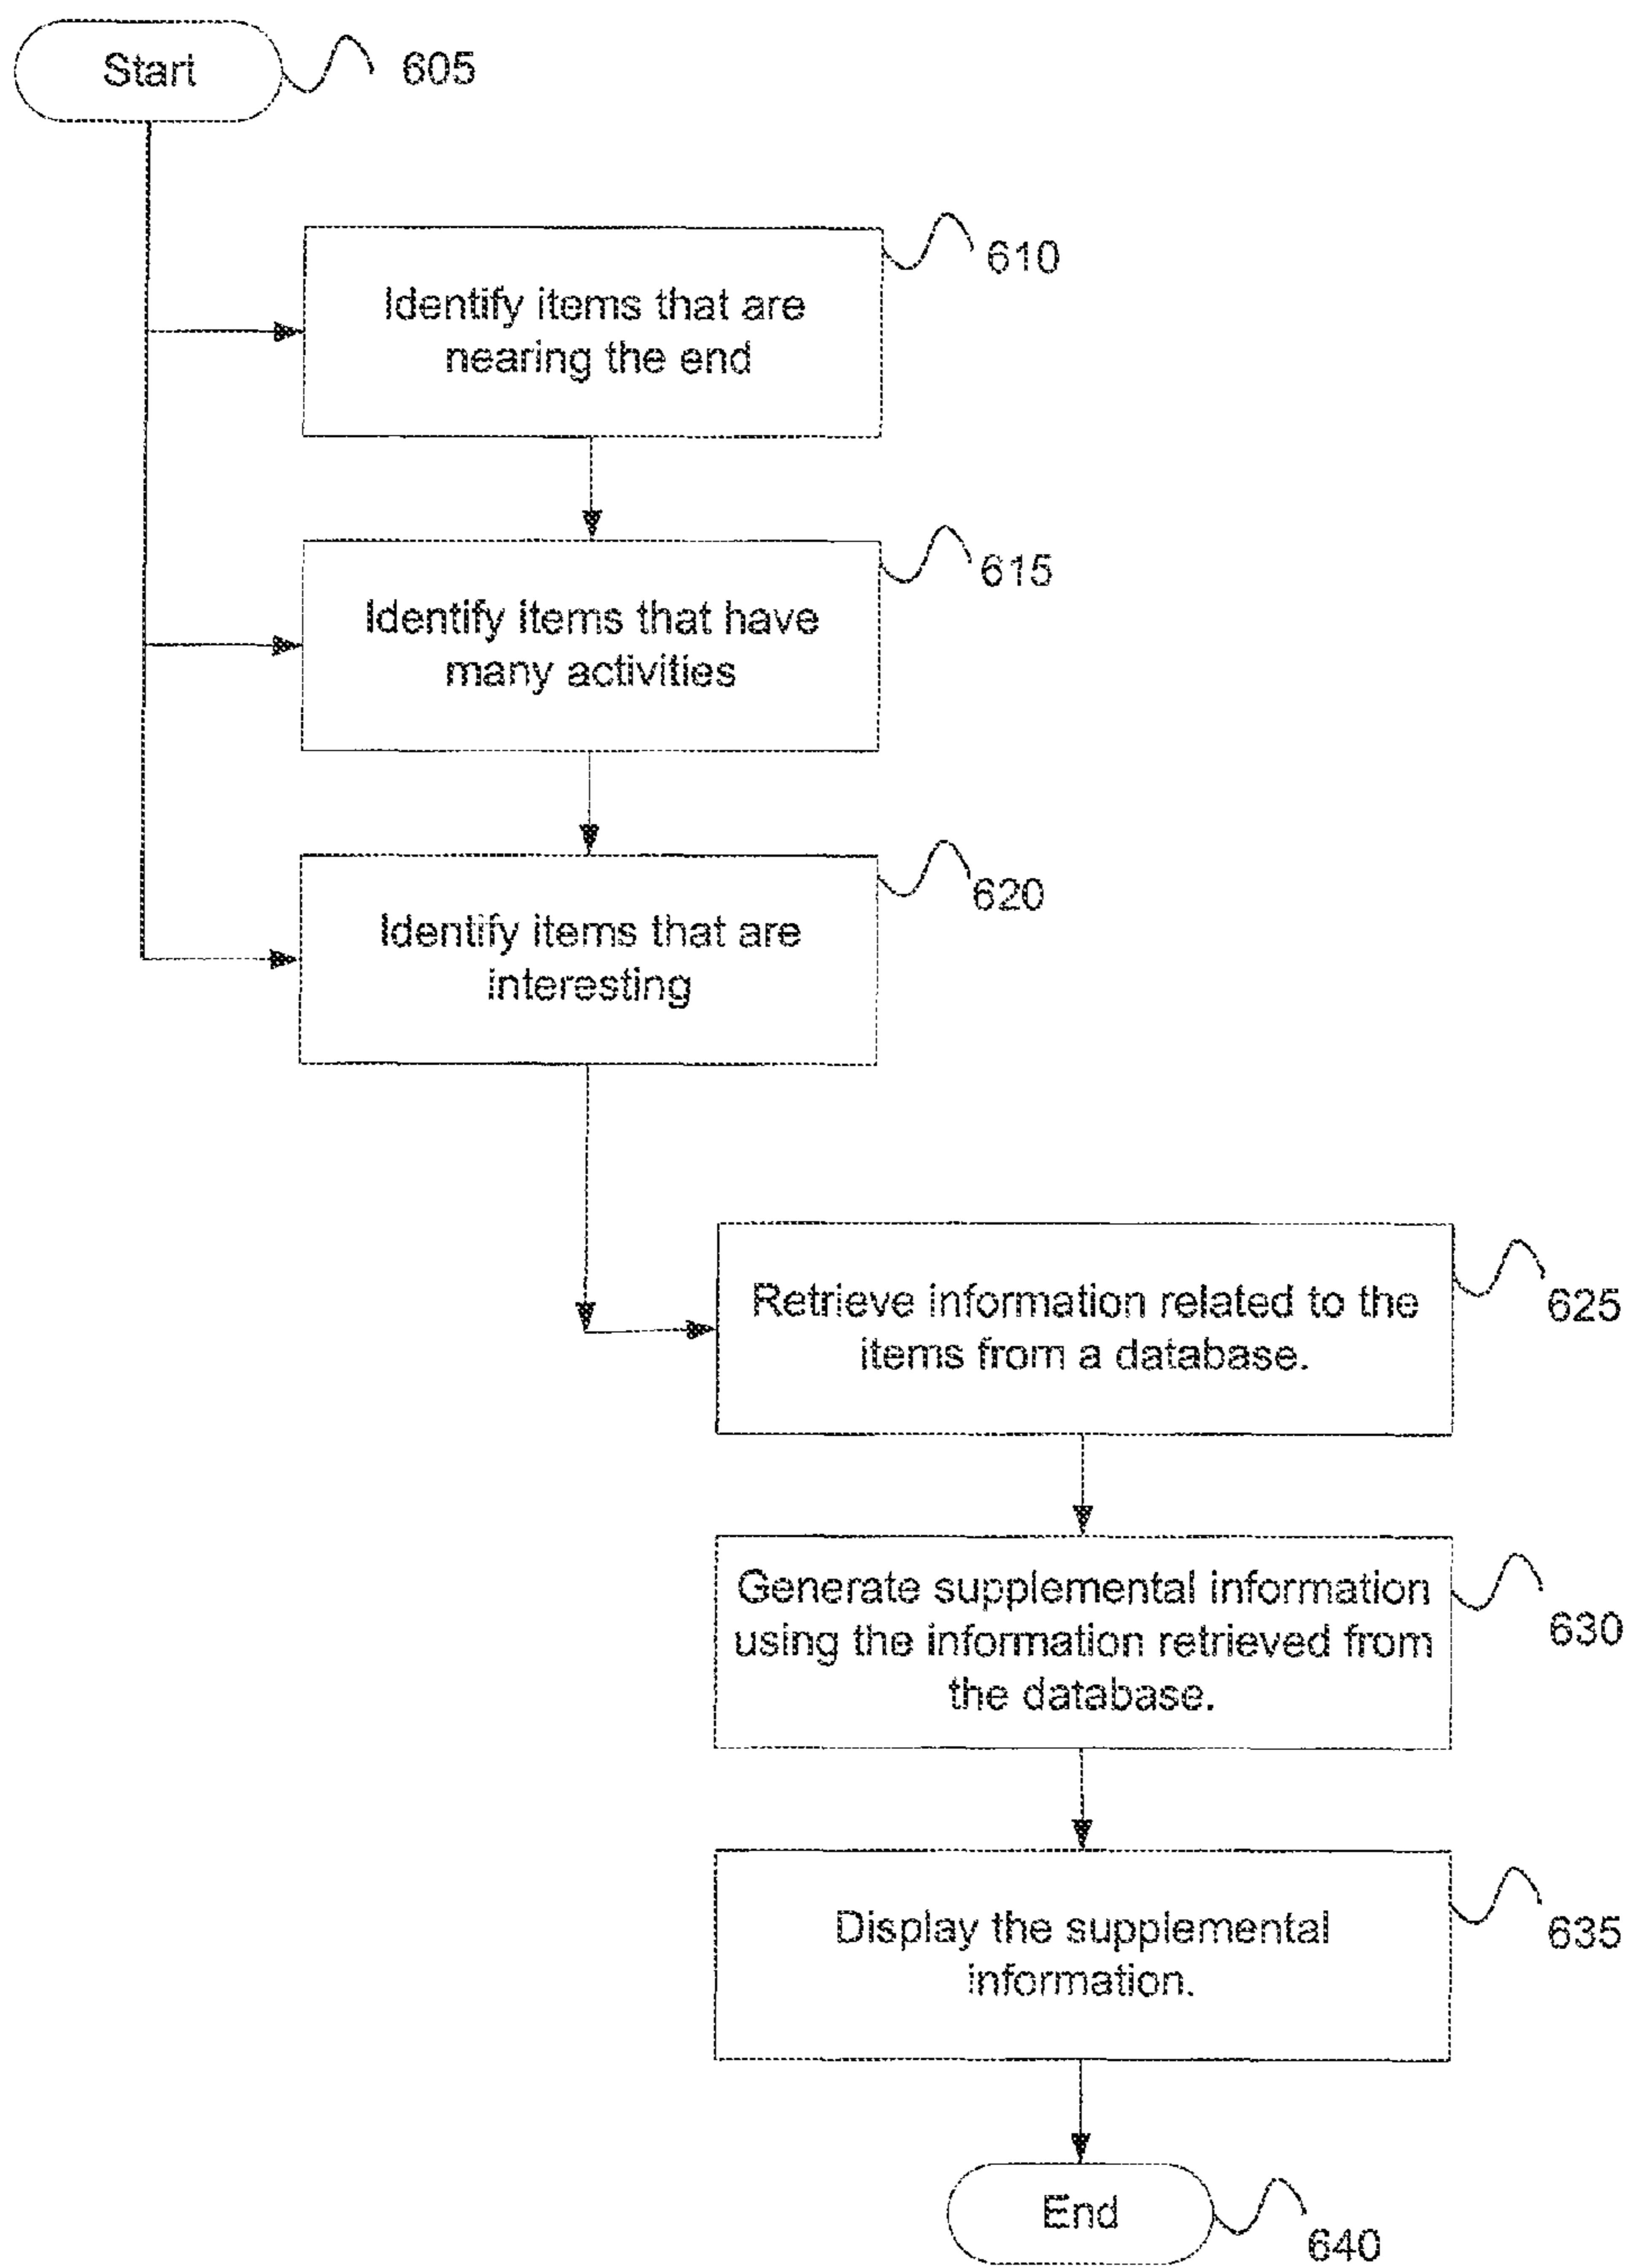 Start
605
610
Identify items that are
nearing the end
615
Identify items that have
many activities
620
Identify items that are
interesting
Retrieve information related to the
items from a database.
625
Generate supplemental information
using the information retrieved from
the database.
630
Display the supplemental
information.
635
End
640